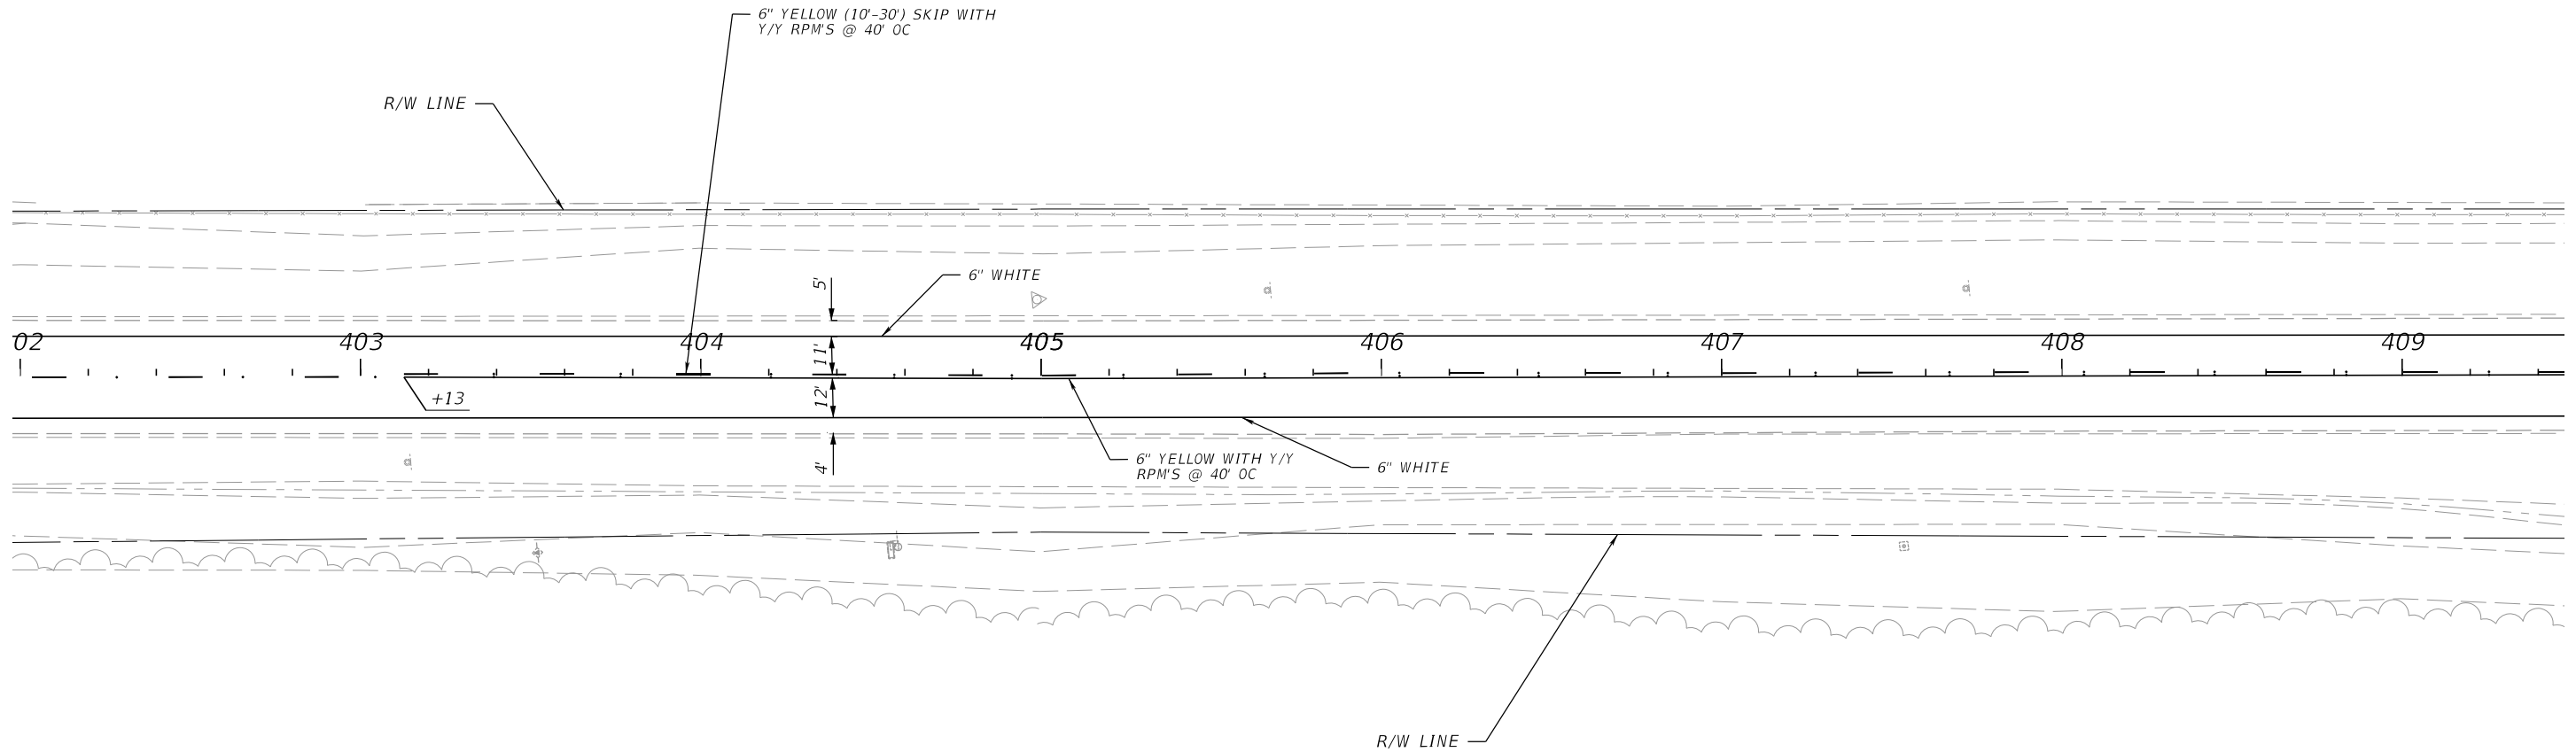 6" YELLOW (10'-30') SKIP WITH
Y/Y RPM'S @ 40' OC
R/W LINE
6" WHITE
5'
02
403
404
405
406
407
408
409
11'
12'
+13
4'
6" YELLOW WITH Y/Y
RPM'S @ 40' OC
6" WHITE
R/W LINE